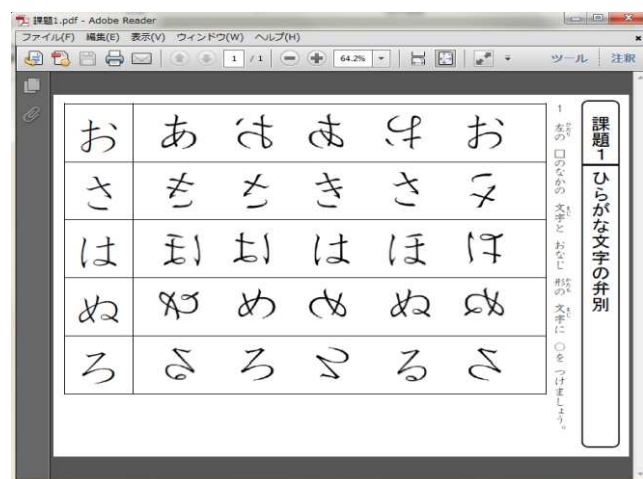 課題1.pdf - Adobe Reader
ファイル(F) 編集(E) 表示(V) ウィンドウ(W) ヘルプ(H)
1 / 1 64.2% ツール 注釈
課題1 ひらがな文字の弁別
1 左の 口のなかの 文字と おなじ 形の 文字に ○を つけましょう。
お あ お
さ き さ
は は ほ
ぬ め ぬ
ろ ろ る